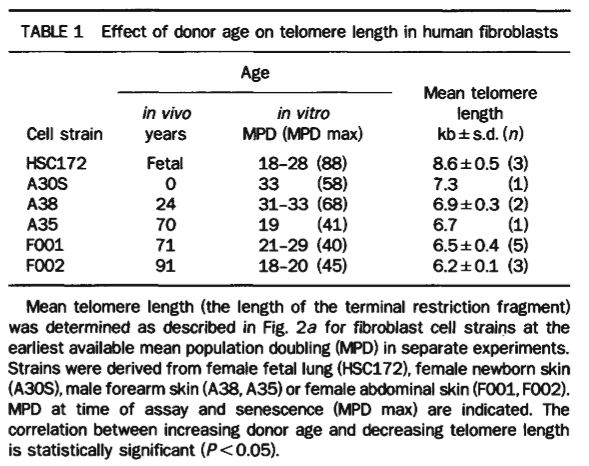 TABLE 1 Effect of donor age on telomere length in human fibroblasts
Age
Mean telomere
in vivo in vitro length
Cell strain years MPD (MPD max) kb ± s.d. (n)
HSC172 Fetal 18–28 (88) 8.6 ± 0.5 (3)
A30S 0 33 (58) 7.3 (1)
A38 24 31–33 (68) 6.9 ± 0.3 (2)
A35 70 19 (41) 6.7 (1)
F001 71 21–29 (40) 6.5 ± 0.4 (5)
F002 91 18–20 (45) 6.2 ± 0.1 (3)
Mean telomere length (the length of the terminal restriction fragment)
was determined as described in Fig. 2a for fibroblast cell strains at the
earliest available mean population doubling (MPD) in separate experiments.
Strains were derived from female fetal lung (HSC172), female newborn skin
(A30S), male forearm skin (A38, A35) or female abdominal skin (F001, F002).
MPD at time of assay and senescence (MPD max) are indicated. The
correlation between increasing donor age and decreasing telomere length
is statistically significant (P < 0.05).